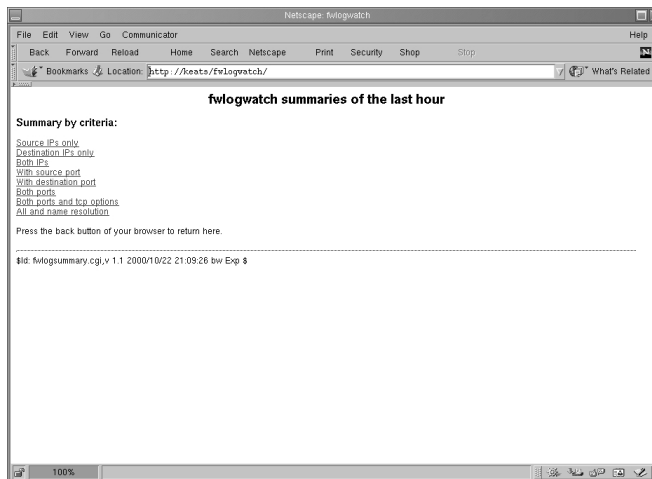 Netscape: fwlogwatch
File Edit View Go Communicator Help
Back Forward Reload Home Search Netscape Print Security Shop Stop
N
Bookmarks Location: http://keats/fwlogwatch/ What's Related
fwlogwatch summaries of the last hour
Summary by criteria:
Source IPs only
Destination IPs only
Both IPs
With source port
With destination port
Both ports
Both ports and tcp options
All and name resolution
Press the back button of your browser to return here.
$Id: fwlogsummary.cgi,v 1.1 2000/10/22 21:09:26 bw Exp $
100%